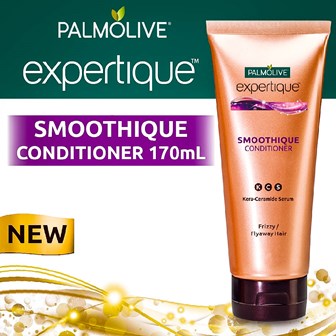 PALMOLIVE®
expertique™
SMOOTHIQUE
CONDITIONER 170mL
NEW
PALMOLIVE
expertique
SMOOTHIQUE
CONDITIONER
K C S
Kera-Ceramide Serum
Frizzy /
Flyaway Hair